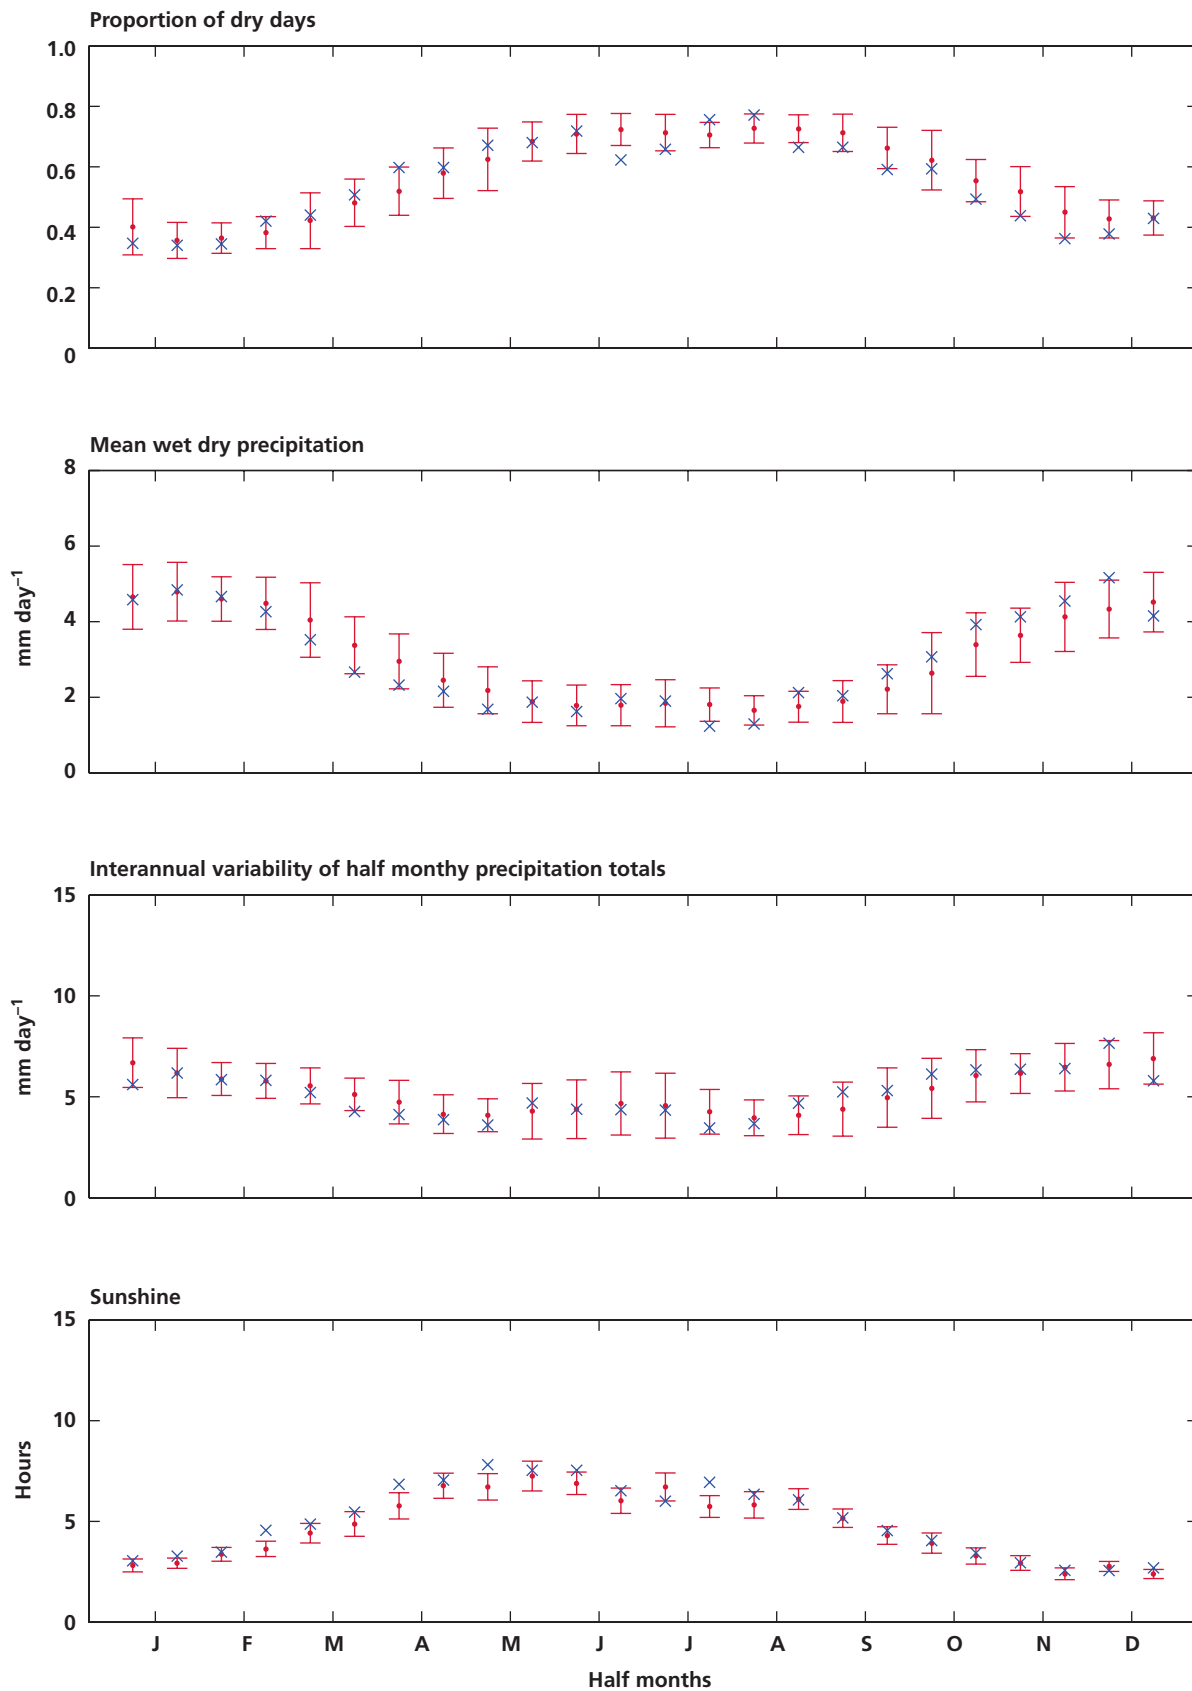 Proportion of dry days
1.0
0.8
0.6
0.4
0.2
0
Mean wet dry precipitation
8
6
4
2
0
mm day⁻¹
Interannual variability of half monthy precipitation totals
15
10
5
0
mm day⁻¹
Sunshine
15
10
5
0
Hours
J F M A M J J A S O N D
Half months